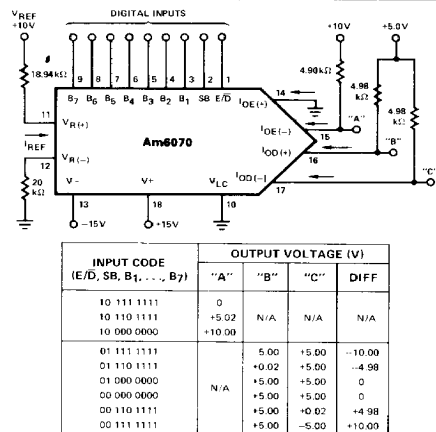 VREF
+10V
DIGITAL INPUTS
+10V
+5.0V
18.94kΩ
9 8 7 6 5 4 3 2 1
B7 B6 B5 B4 B3 B2 B1 SB E/D̅
4.90kΩ
4.98
kΩ
4.98
kΩ
14
IOE(+)
11
VR(+)
IREF
Am6070
IOE(−)
15
"A"
IOD(+)
16
"B"
12
VR(−)
IOD(−)
17
"C"
20
kΩ
V−
V+
VLC
13
18
10
−15V
+15V
INPUT CODE
(E/D̅, SB, B1, . . ., B7)
OUTPUT VOLTAGE (V)
"A" "B" "C" DIFF
10 111 1111 0
10 110 1111 +5.02 N/A N/A N/A
10 000 0000 +10.00
01 111 1111 5.00 +5.00 −10.00
01 110 1111 +0.02 +5.00 −4.98
01 000 0000 N/A +5.00 +5.00 0
00 000 0000 +5.00 +5.00 0
00 110 1111 +5.00 +0.02 +4.98
00 111 1111 +5.00 −5.00 +10.00